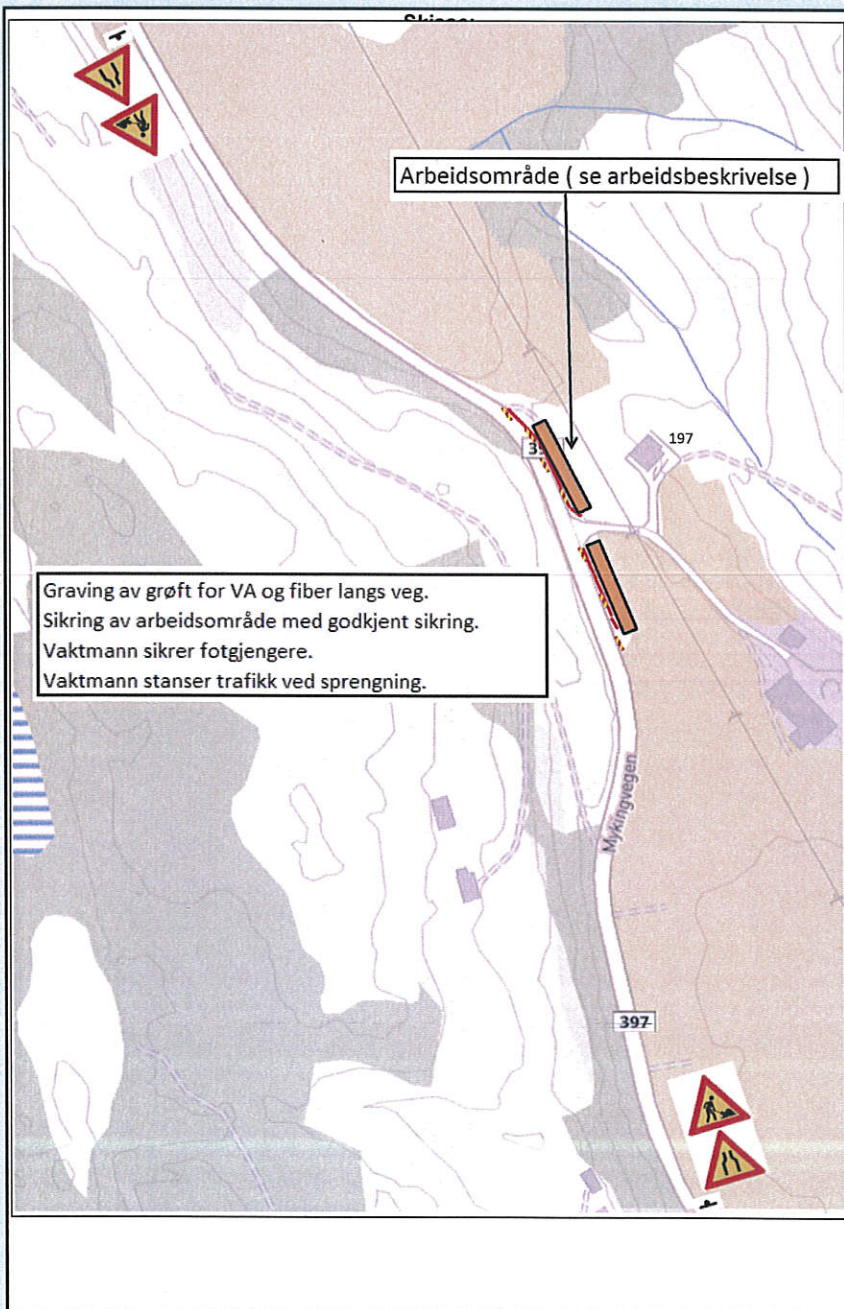 Arbeidsområde ( se arbeidsbeskrivelse )
197
Graving av grøft for VA og fiber langs veg.
Sikring av arbeidsområde med godkjent sikring.
Vaktmann sikrer fotgjengere.
Vaktmann stanser trafikk ved sprengning.
Mykingvegen
397